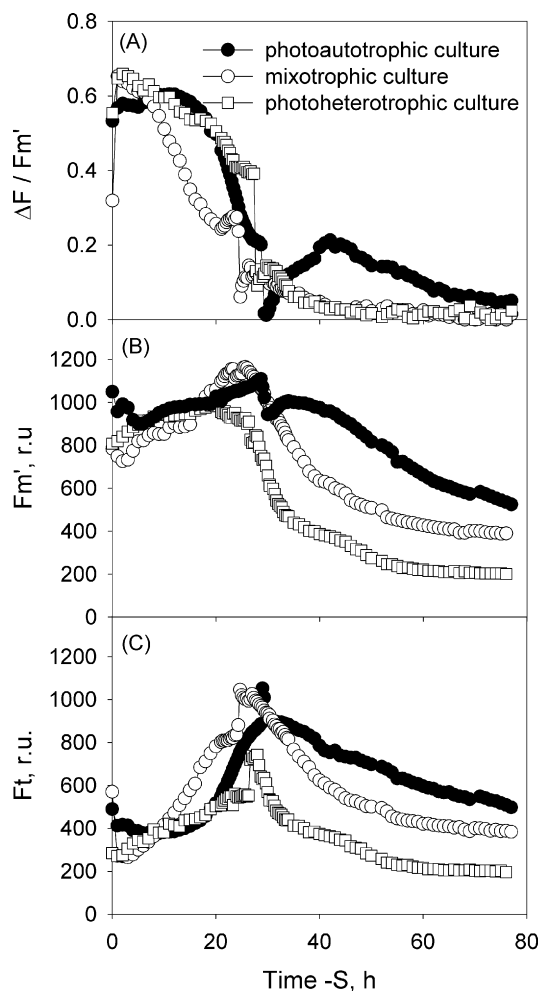 (A)
photoautotrophic culture
mixotrophic culture
photoheterotrophic culture
ΔF / Fm'
0.8
0.6
0.4
0.2
0.0
(B)
Fm', r.u
1200
1000
800
600
400
200
0
(C)
Ft, r.u.
1200
1000
800
600
400
200
0
0 20 40 60 80
Time -S, h